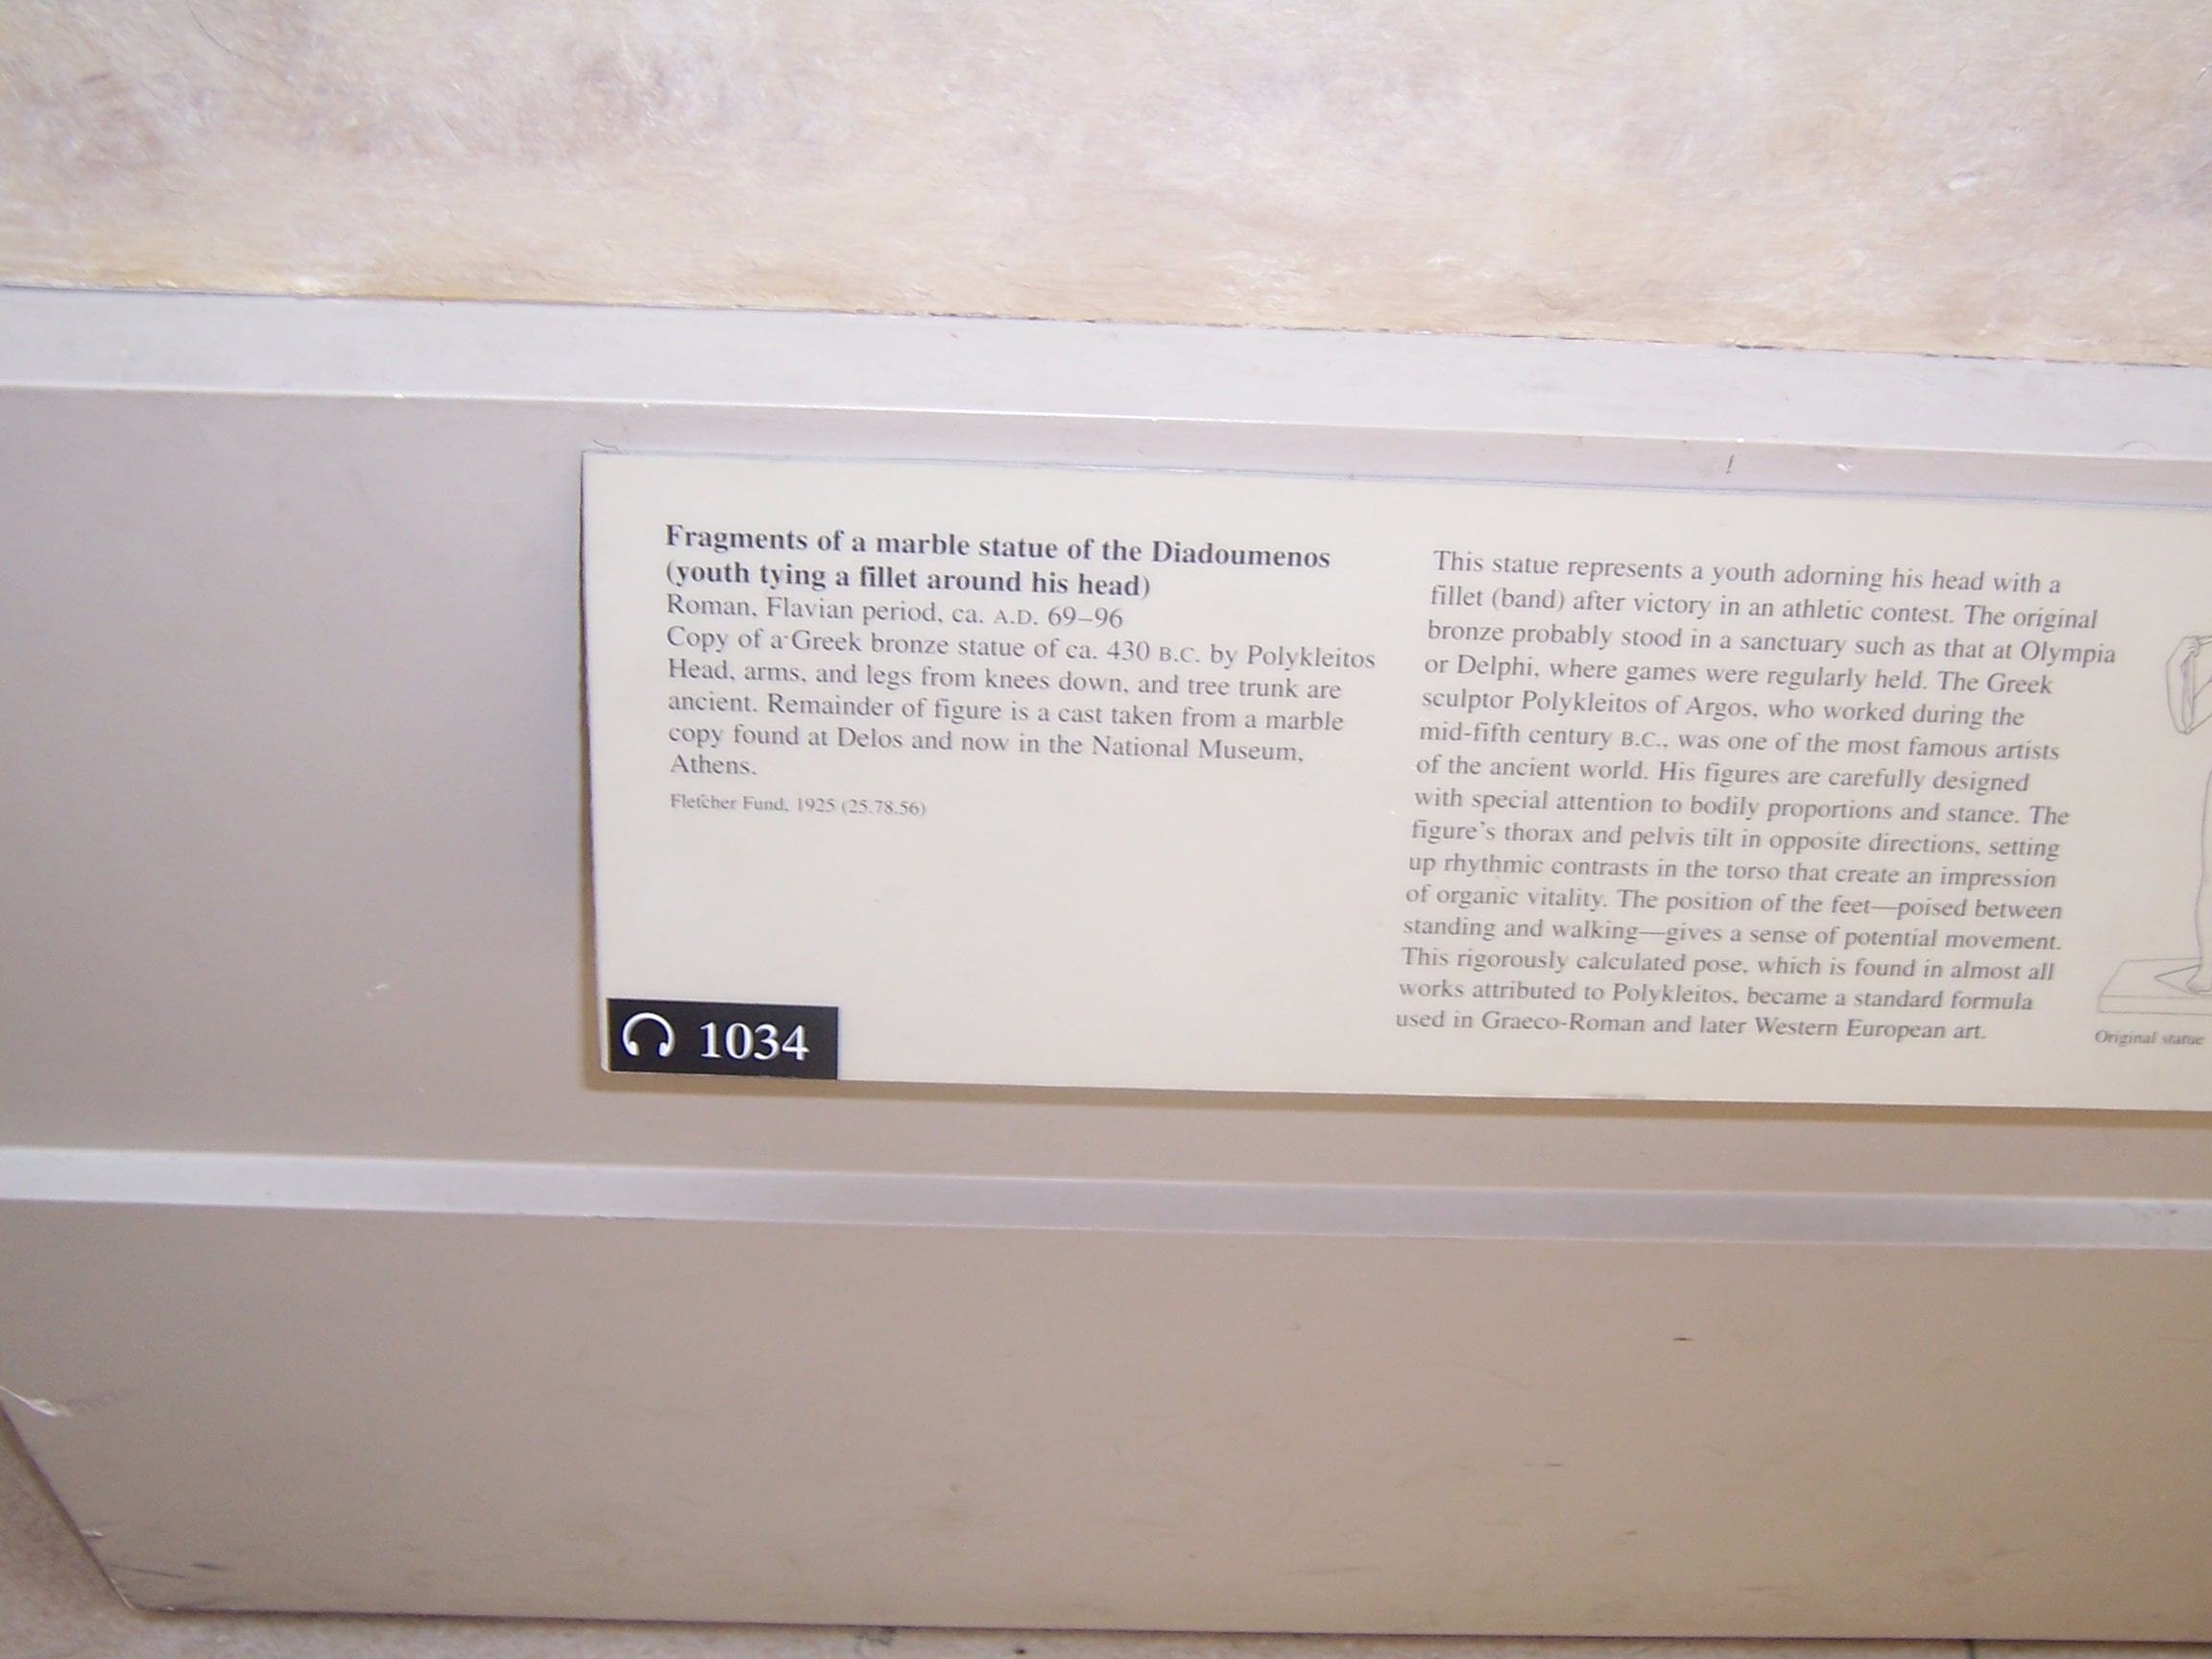 Fragments of a marble statue of the Diadoumenos
(youth tying a fillet around his head)
Roman, Flavian period, ca. A.D. 69–96
Copy of a Greek bronze statue of ca. 430 B.C. by Polykleitos
Head, arms, and legs from knees down, and tree trunk are
ancient. Remainder of figure is a cast taken from a marble
copy found at Delos and now in the National Museum,
Athens.
Fletcher Fund, 1925 (25.78.56)
1034
This statue represents a youth adorning his head with a
fillet (band) after victory in an athletic contest. The original
bronze probably stood in a sanctuary such as that at Olympia
or Delphi, where games were regularly held. The Greek
sculptor Polykleitos of Argos, who worked during the
mid-fifth century B.C., was one of the most famous artists
of the ancient world. His figures are carefully designed
with special attention to bodily proportions and stance. The
figure's thorax and pelvis tilt in opposite directions, setting
up rhythmic contrasts in the torso that create an impression
of organic vitality. The position of the feet—poised between
standing and walking—gives a sense of potential movement.
This rigorously calculated pose, which is found in almost all
works attributed to Polykleitos, became a standard formula
used in Graeco-Roman and later Western European art.
Original statue